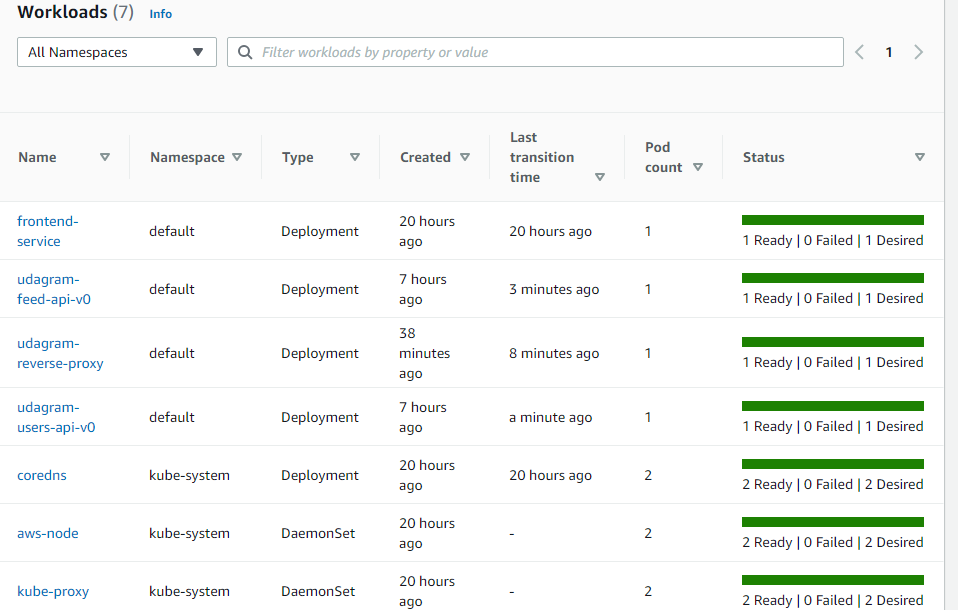 Workloads (7) Info
All Namespaces
Filter workloads by property or value
1
Name
Namespace
Type
Created
Last
transition
time
Pod
count
Status
frontend-
service
default
Deployment
20 hours
ago
20 hours ago
1
1 Ready | 0 Failed | 1 Desired
udagram-
feed-api-v0
default
Deployment
7 hours
ago
3 minutes ago
1
1 Ready | 0 Failed | 1 Desired
udagram-
reverse-proxy
default
Deployment
38
minutes
ago
8 minutes ago
1
1 Ready | 0 Failed | 1 Desired
udagram-
users-api-v0
default
Deployment
7 hours
ago
a minute ago
1
1 Ready | 0 Failed | 1 Desired
coredns
kube-system
Deployment
20 hours
ago
20 hours ago
2
2 Ready | 0 Failed | 2 Desired
aws-node
kube-system
DaemonSet
20 hours
ago
-
2
2 Ready | 0 Failed | 2 Desired
kube-proxy
kube-system
DaemonSet
20 hours
ago
-
2
2 Ready | 0 Failed | 2 Desired